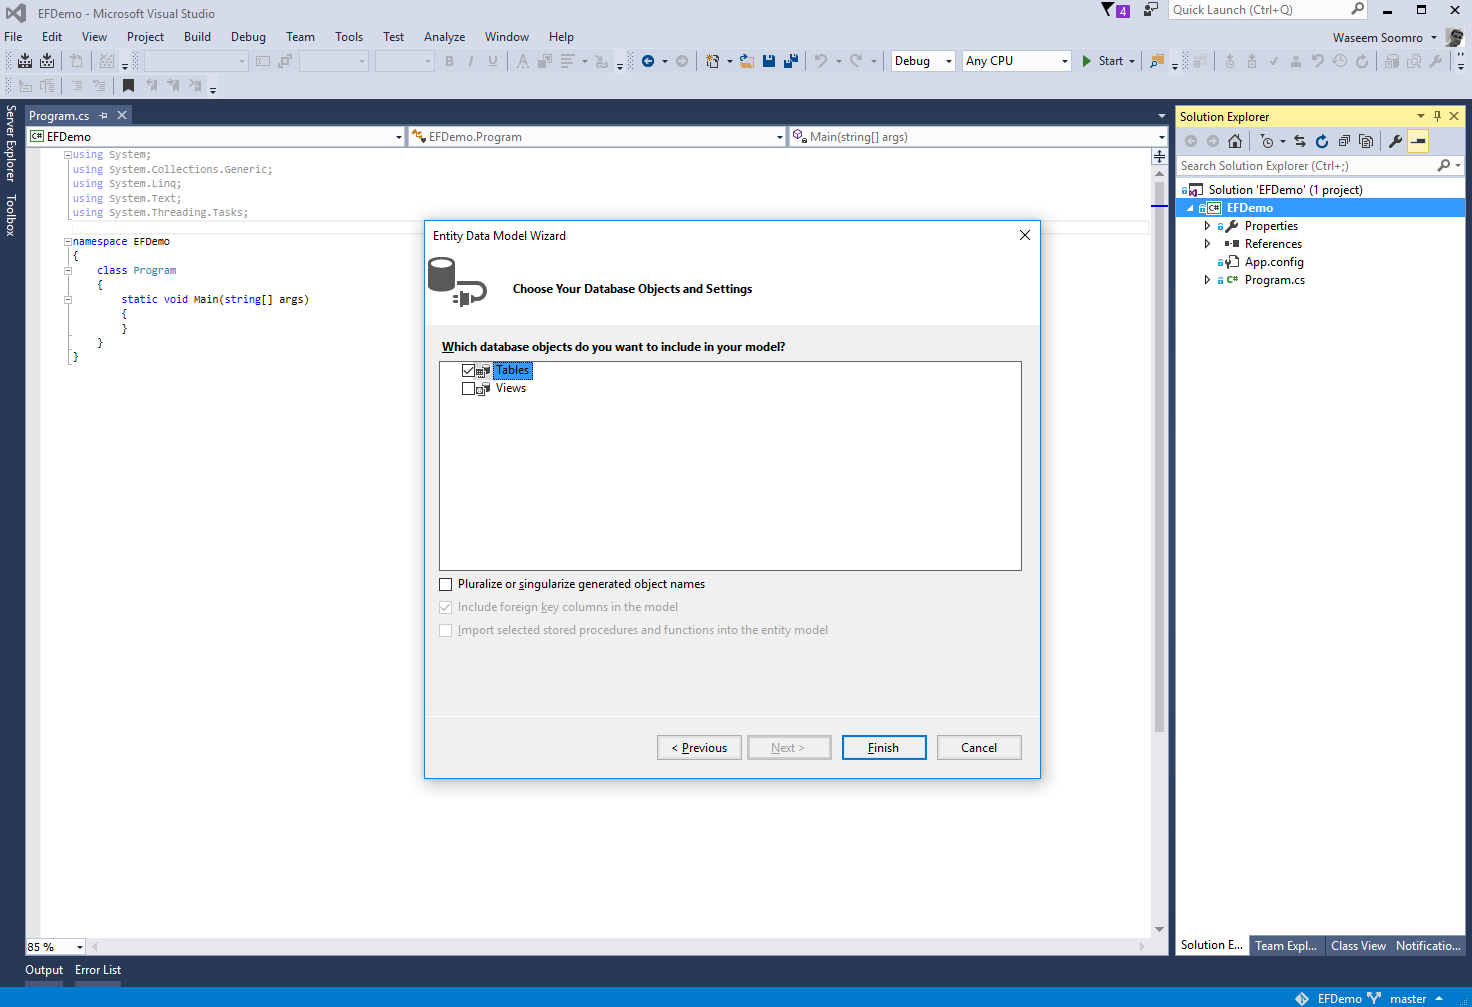 EFDemo - Microsoft Visual Studio
4
Quick Launch (Ctrl+Q)
File Edit View Project Build Debug Team Tools Test Analyze Window Help
Waseem Soomro
Debug Any CPU Start
Server Explorer
Toolbox
Program.cs
EFDemo EFDemo.Program Main(string[] args)
using System;
using System.Collections.Generic;
using System.Linq;
using System.Text;
using System.Threading.Tasks;
namespace EFDemo
{
class Program
{
static void Main(string[] args)
{
}
}
}
85 %
Entity Data Model Wizard
Choose Your Database Objects and Settings
Which database objects do you want to include in your model?
Tables
Views
Pluralize or singularize generated object names
Include foreign key columns in the model
Import selected stored procedures and functions into the entity model
< Previous Next > Finish Cancel
Solution Explorer
Search Solution Explorer (Ctrl+;)
Solution 'EFDemo' (1 project)
C# EFDemo
Properties
References
App.config
C# Program.cs
Solution E... Team Expl... Class View Notificatio...
Output Error List
EFDemo master